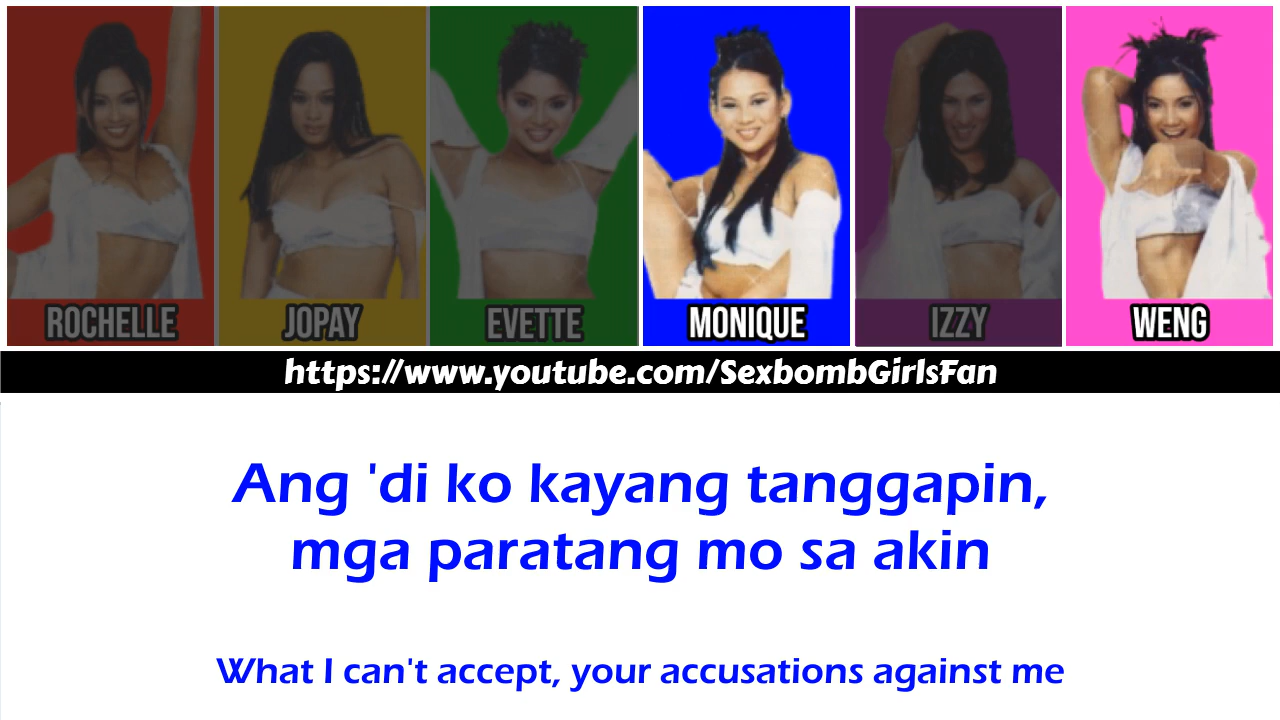 ROCHELLE JOPAY EVETTE MONIQUE IZZY WENG
https://www.youtube.com/SexbombGirlsFan
Ang 'di ko kayang tanggapin,
mga paratang mo sa akin
What I can't accept, your accusations against me